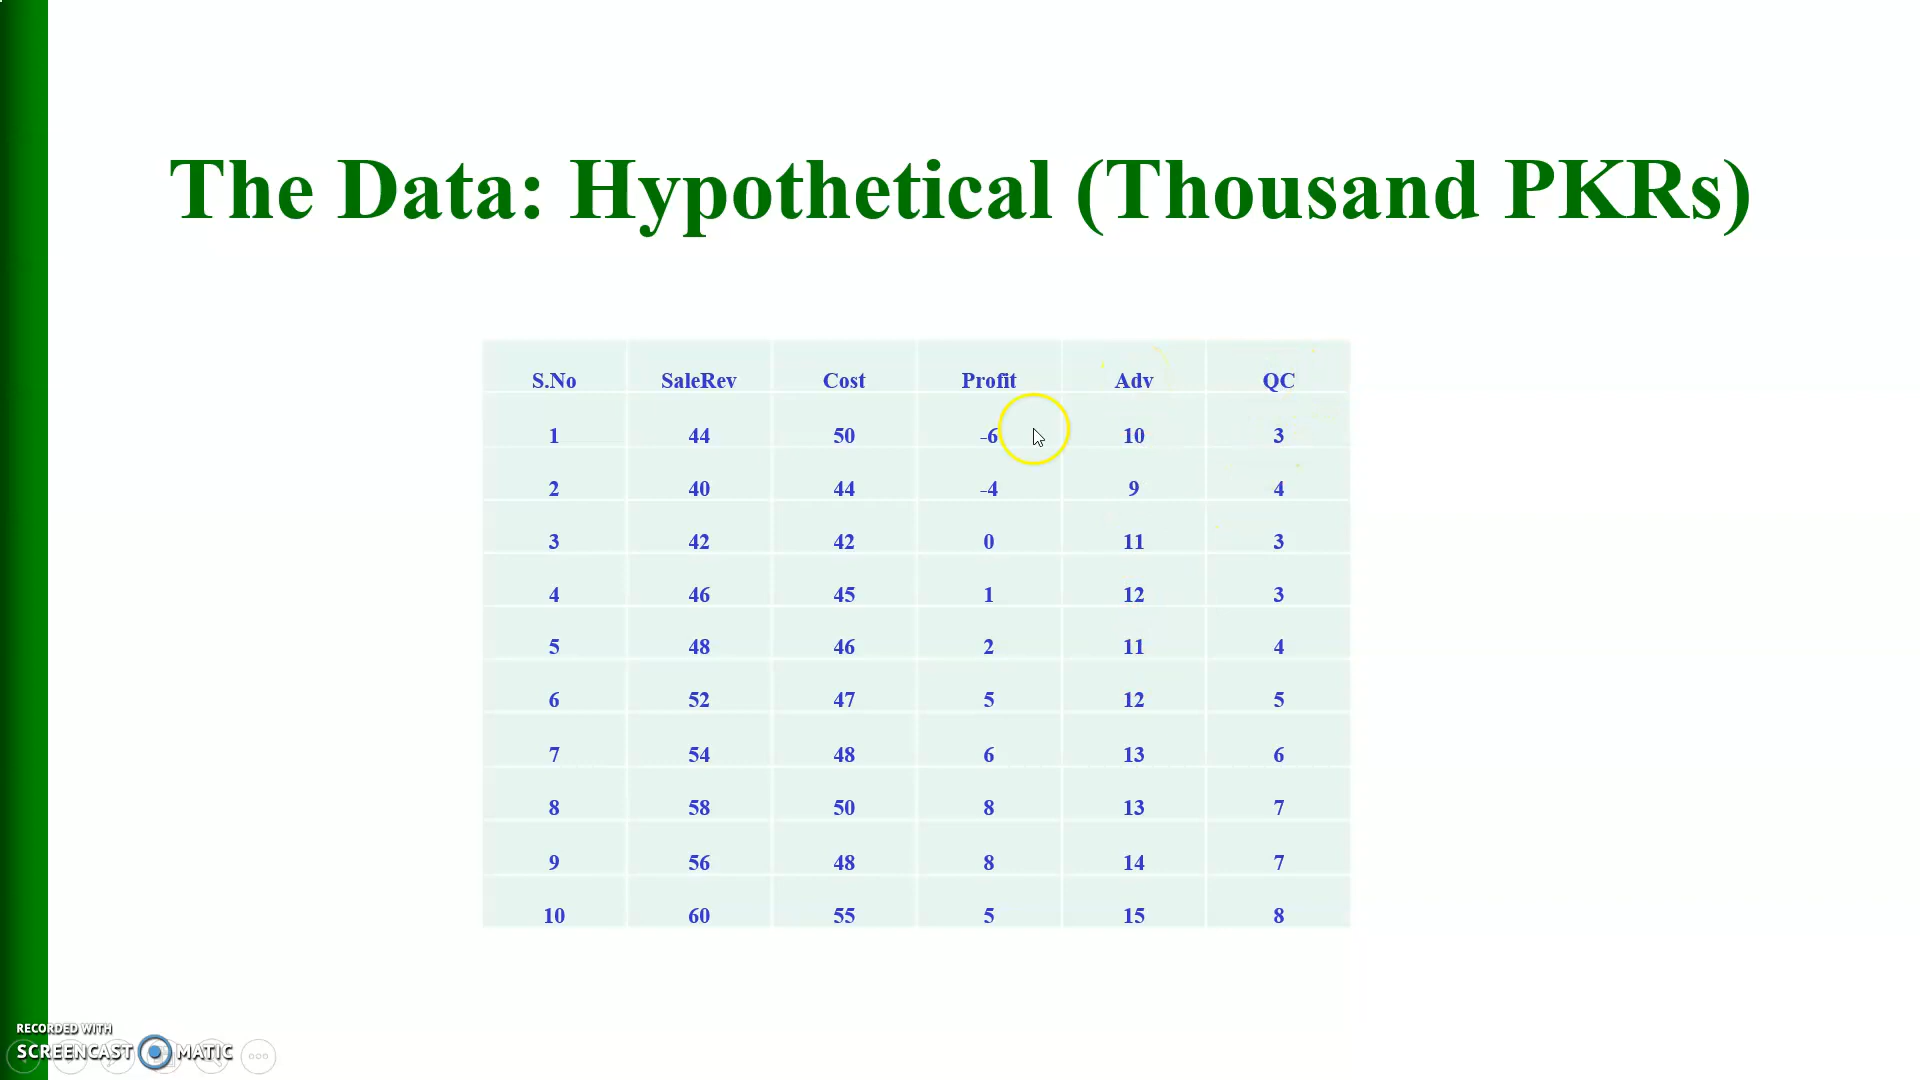 The Data: Hypothetical (Thousand PKRs)
S.No SaleRev Cost Profit Adv QC
1 44 50 -6 10 3
2 40 44 -4 9 4
3 42 42 0 11 3
4 46 45 1 12 3
5 48 46 2 11 4
6 52 47 5 12 5
7 54 48 6 13 6
8 58 50 8 13 7
9 56 48 8 14 7
10 60 55 5 15 8
RECORDED WITH
SCREENCAST MATIC